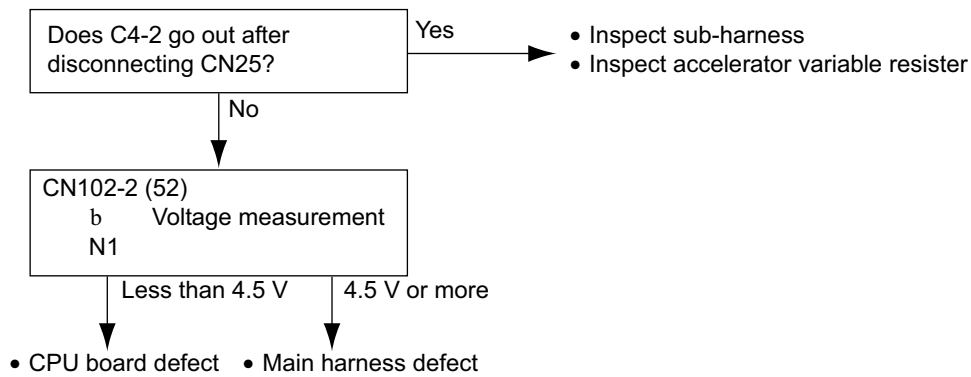 Does C4-2 go out after
disconnecting CN25?
Yes
• Inspect sub-harness
• Inspect accelerator variable resister
No
CN102-2 (52)
b Voltage measurement
N1
Less than 4.5 V
4.5 V or more
• CPU board defect
• Main harness defect